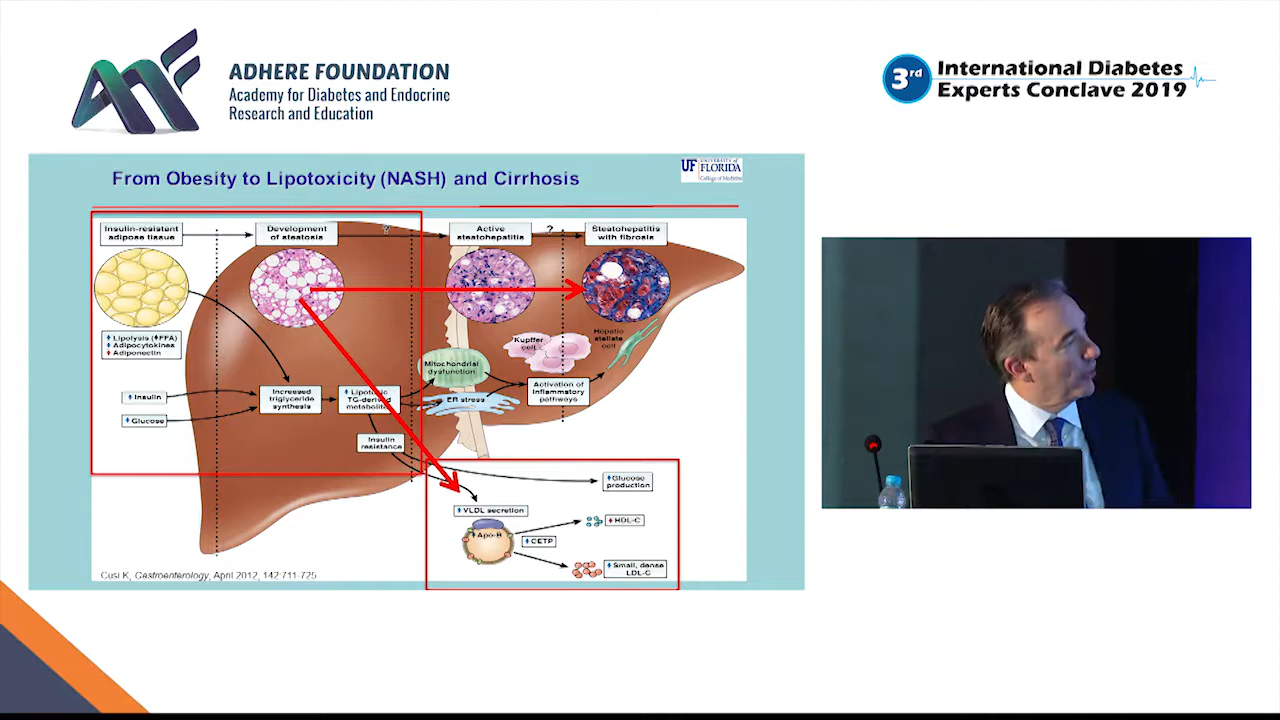 ADHERE FOUNDATION
Academy for Diabetes and Endocrine
Research and Education
3rd
International Diabetes
Experts Conclave 2019
From Obesity to Lipotoxicity (NASH) and Cirrhosis
UF
UNIVERSITY of
FLORIDA
College of Medicine
Insulin-resistant
adipose tissue
Development
of steatosis
?
Active
steatohepatitis
?
Steatohepatitis
with fibrosis
Lipolysis (↑FFA)
Adipocytokines
Adiponectin
Insulin
Glucose
Increased
triglyceride
synthesis
TG-derived
Insulin
resistance
Mitochondrial
dysfunction
ER stress
Kupffer
cell
Hepatic
stellate
cell
Activation of
inflammatory
pathways
Glucose
production
VLDL secretion
Apo-B
CETP
HDL-C
Small, dense
LDL-C
Cusi K, Gastroenterology, April 2012, 142:711-725